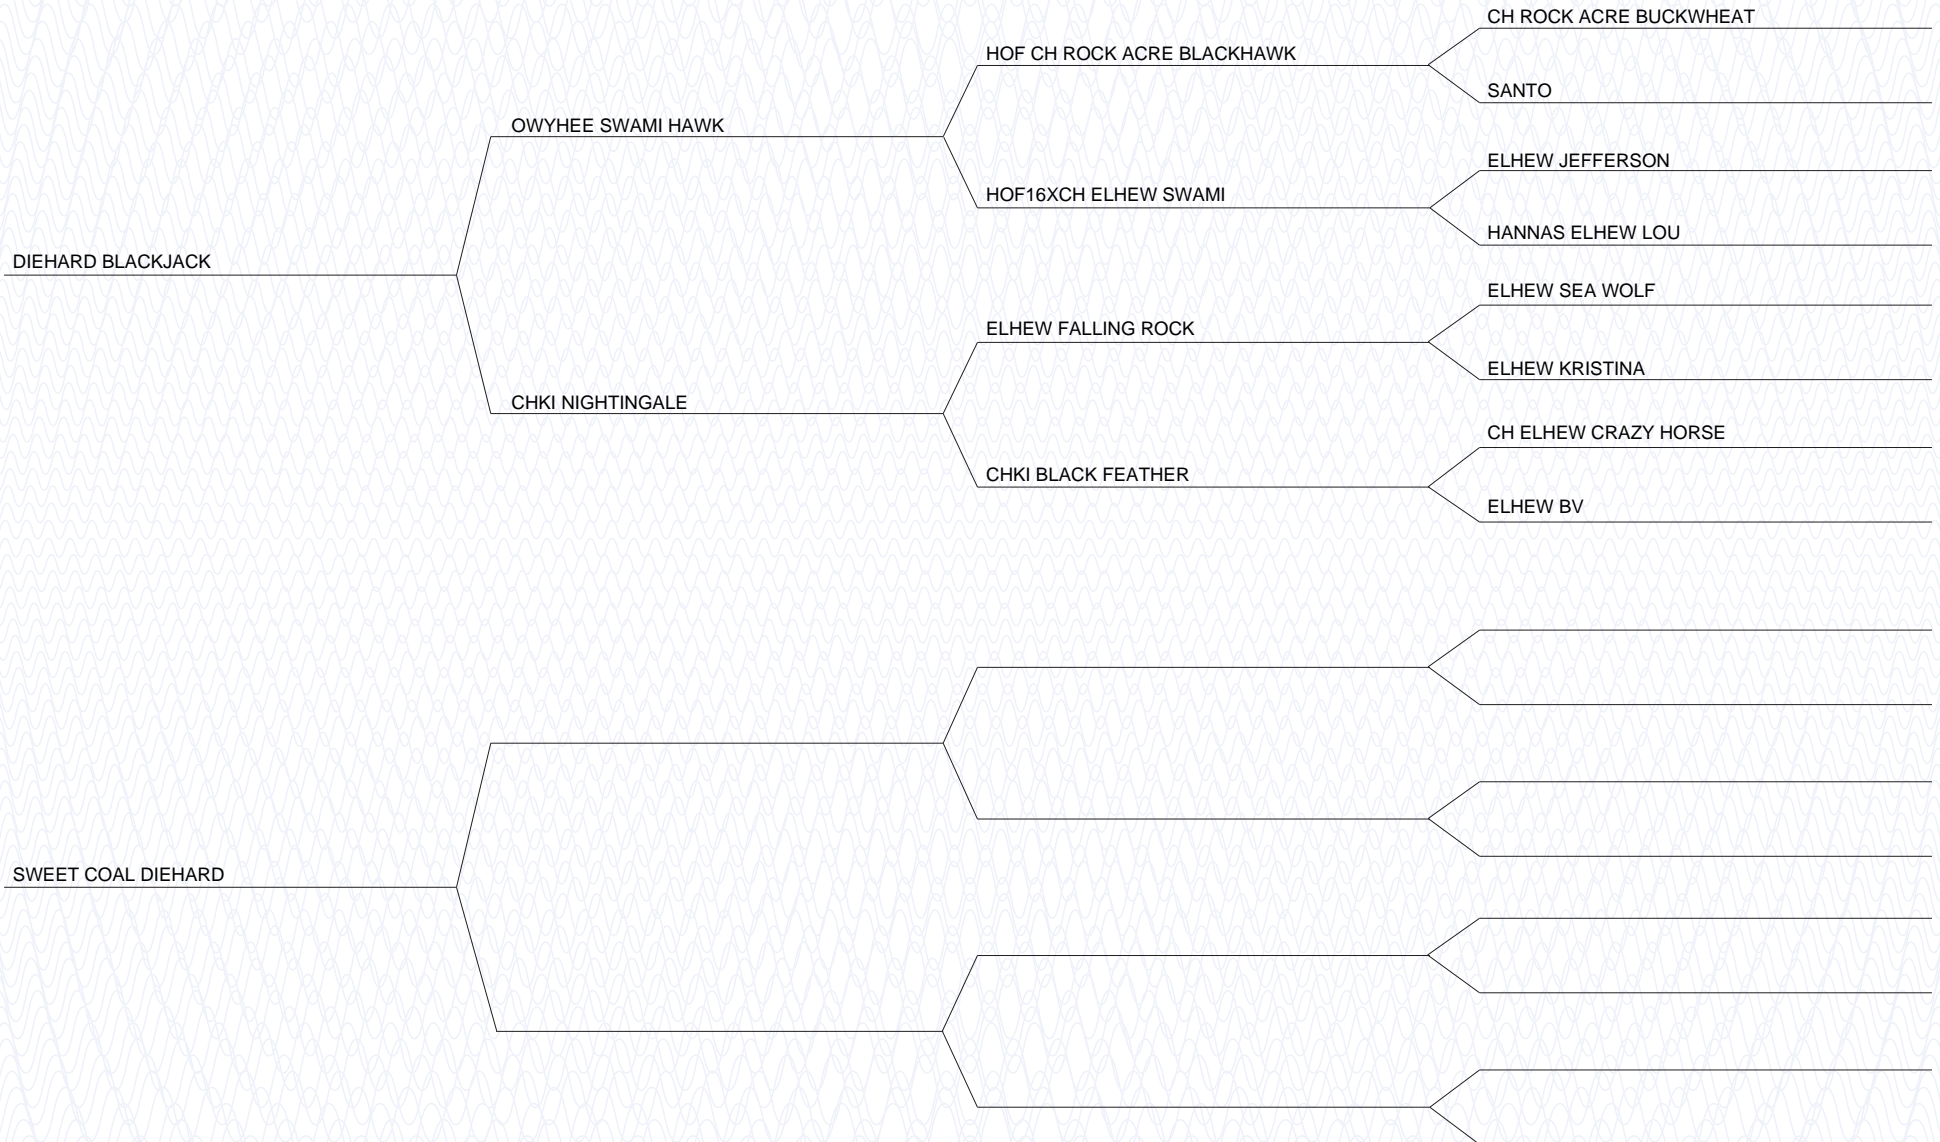 CH ROCK ACRE BUCKWHEAT
HOF CH ROCK ACRE BLACKHAWK
SANTO
OWYHEE SWAMI HAWK
ELHEW JEFFERSON
HOF16XCH ELHEW SWAMI
HANNAS ELHEW LOU
DIEHARD BLACKJACK
ELHEW SEA WOLF
ELHEW FALLING ROCK
ELHEW KRISTINA
CHKI NIGHTINGALE
CH ELHEW CRAZY HORSE
CHKI BLACK FEATHER
ELHEW BV
SWEET COAL DIEHARD